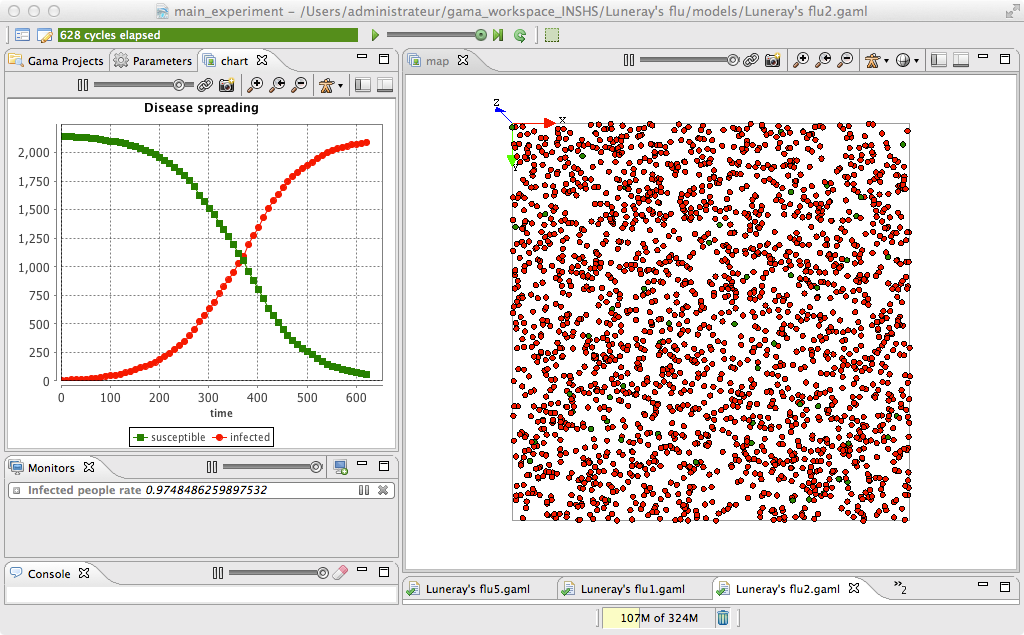 main_experiment – /Users/administrateur/gama_workspace_INSHS/Luneray's flu/models/Luneray's flu2.gaml
628 cycles elapsed
Gama Projects
Parameters
chart
map
Disease spreading
2,000
1,750
1,500
1,250
1,000
750
500
250
0
0 100 200 300 400 500 600
time
susceptible infected
Z
X
Y
Monitors
Infected people rate 0.9748486259897532
Console
Luneray's flu5.gaml
Luneray's flu1.gaml
Luneray's flu2.gaml
»2
107M of 324M